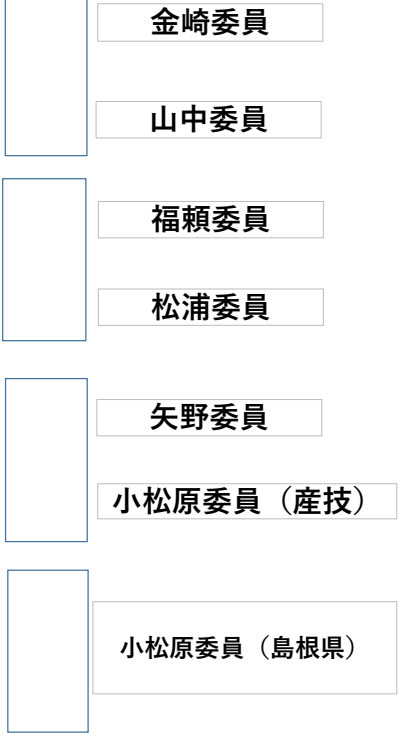 金崎委員
山中委員
福頼委員
松浦委員
矢野委員
小松原委員（産技）
小松原委員（島根県）